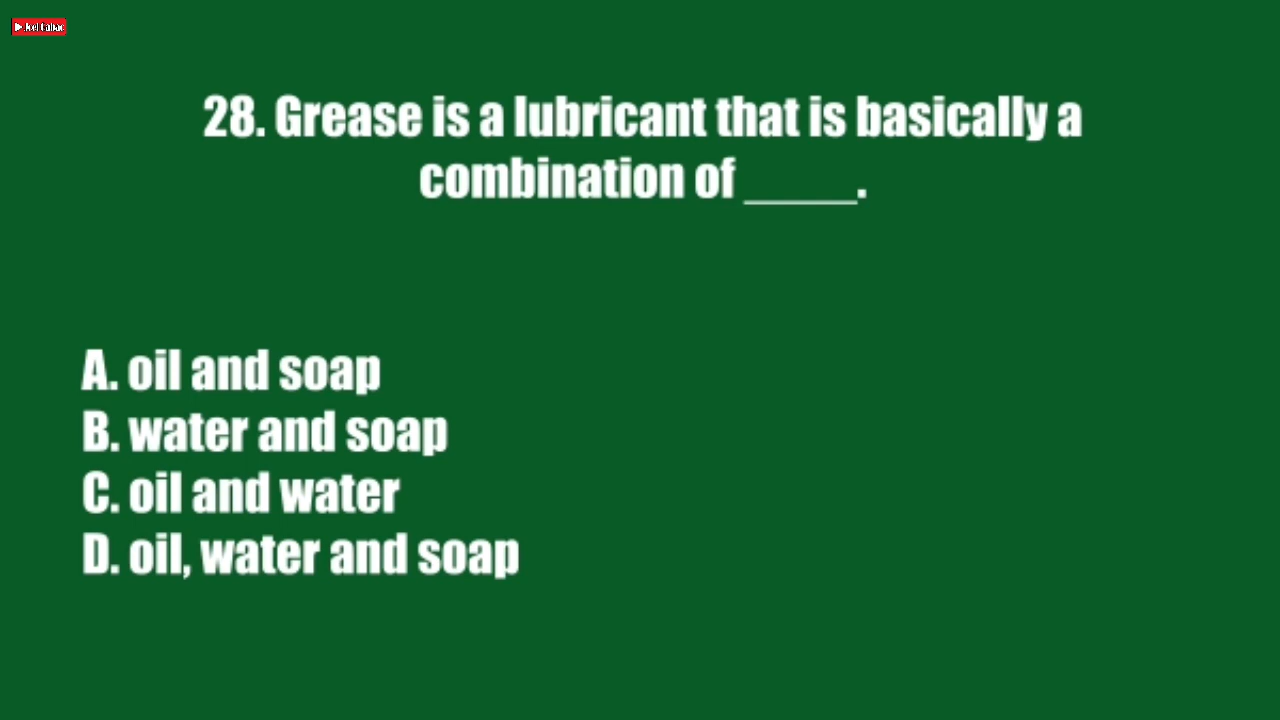 28. Grease is a lubricant that is basically a
combination of ____.
A. oil and soap
B. water and soap
C. oil and water
D. oil, water and soap